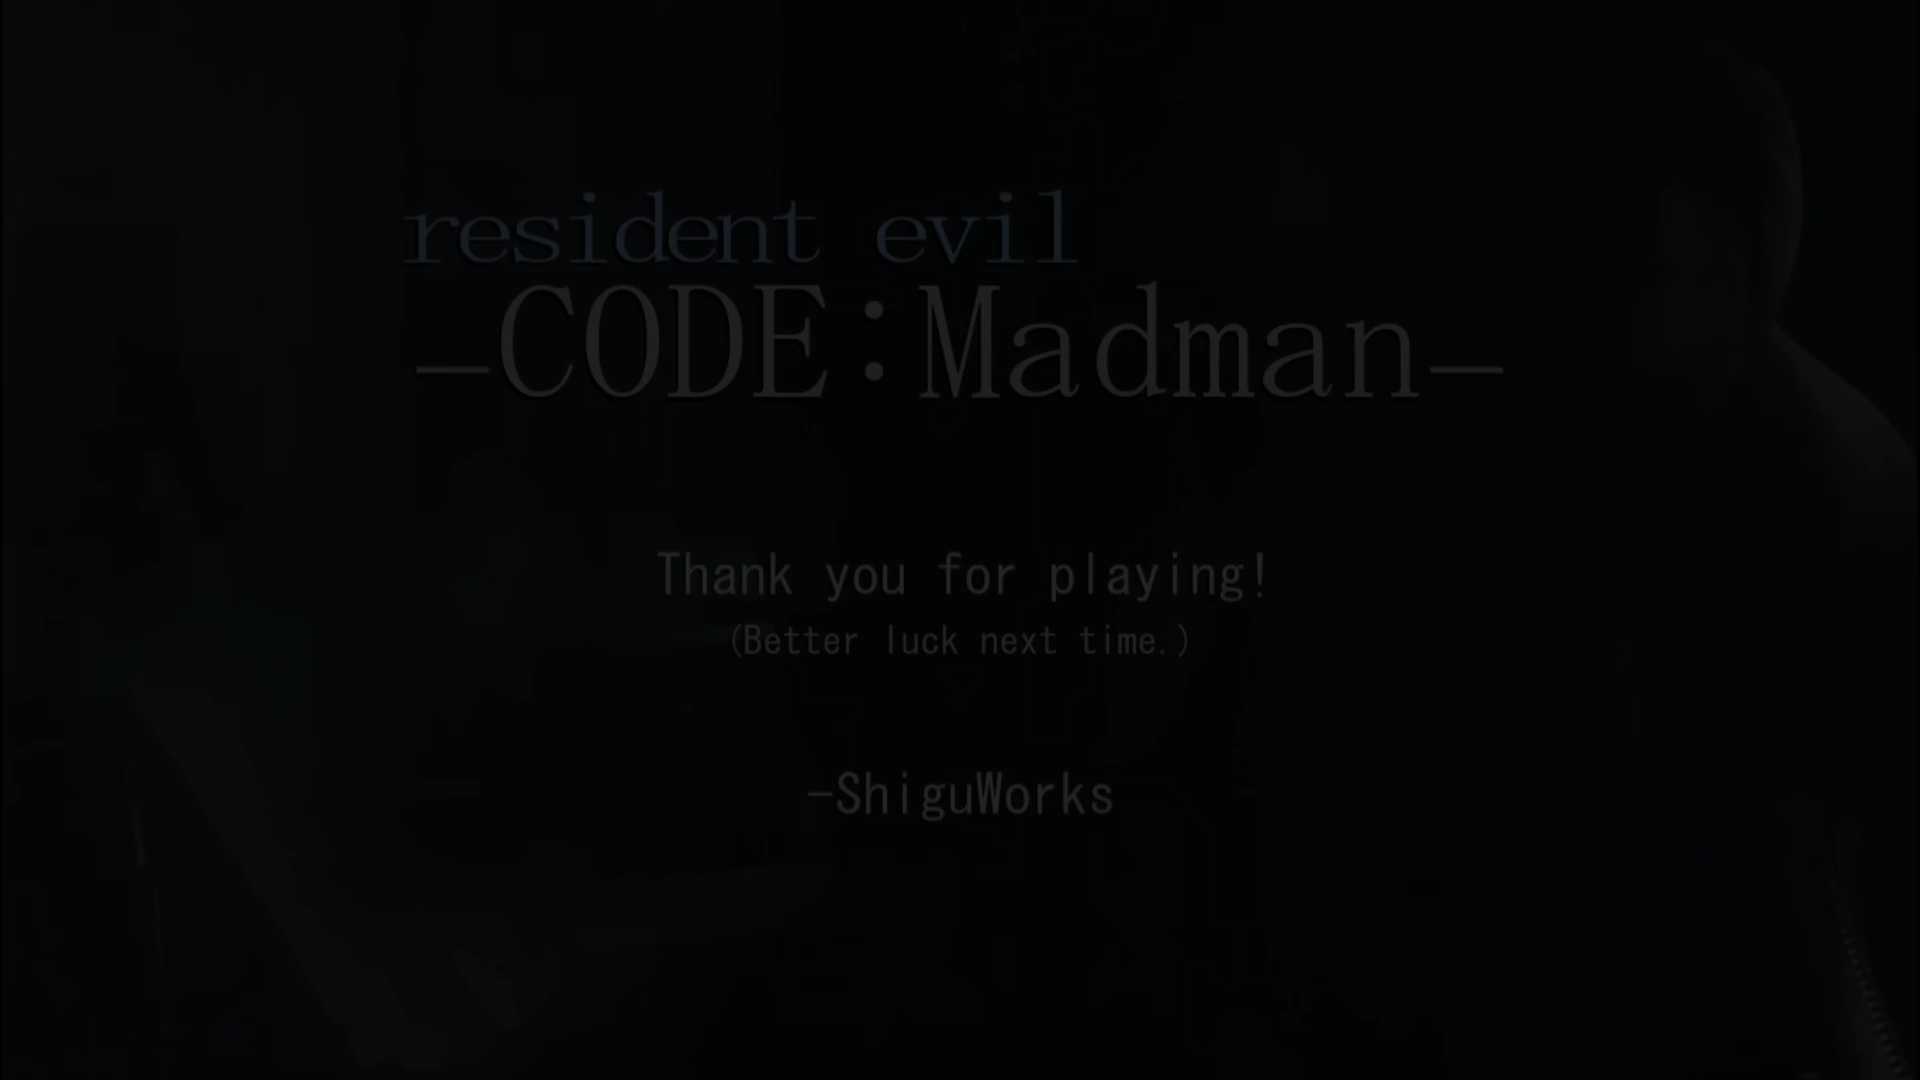 resident evil
—CODE:Madman—
Thank you for playing!
(Better luck next time.)
—ShiguWorks